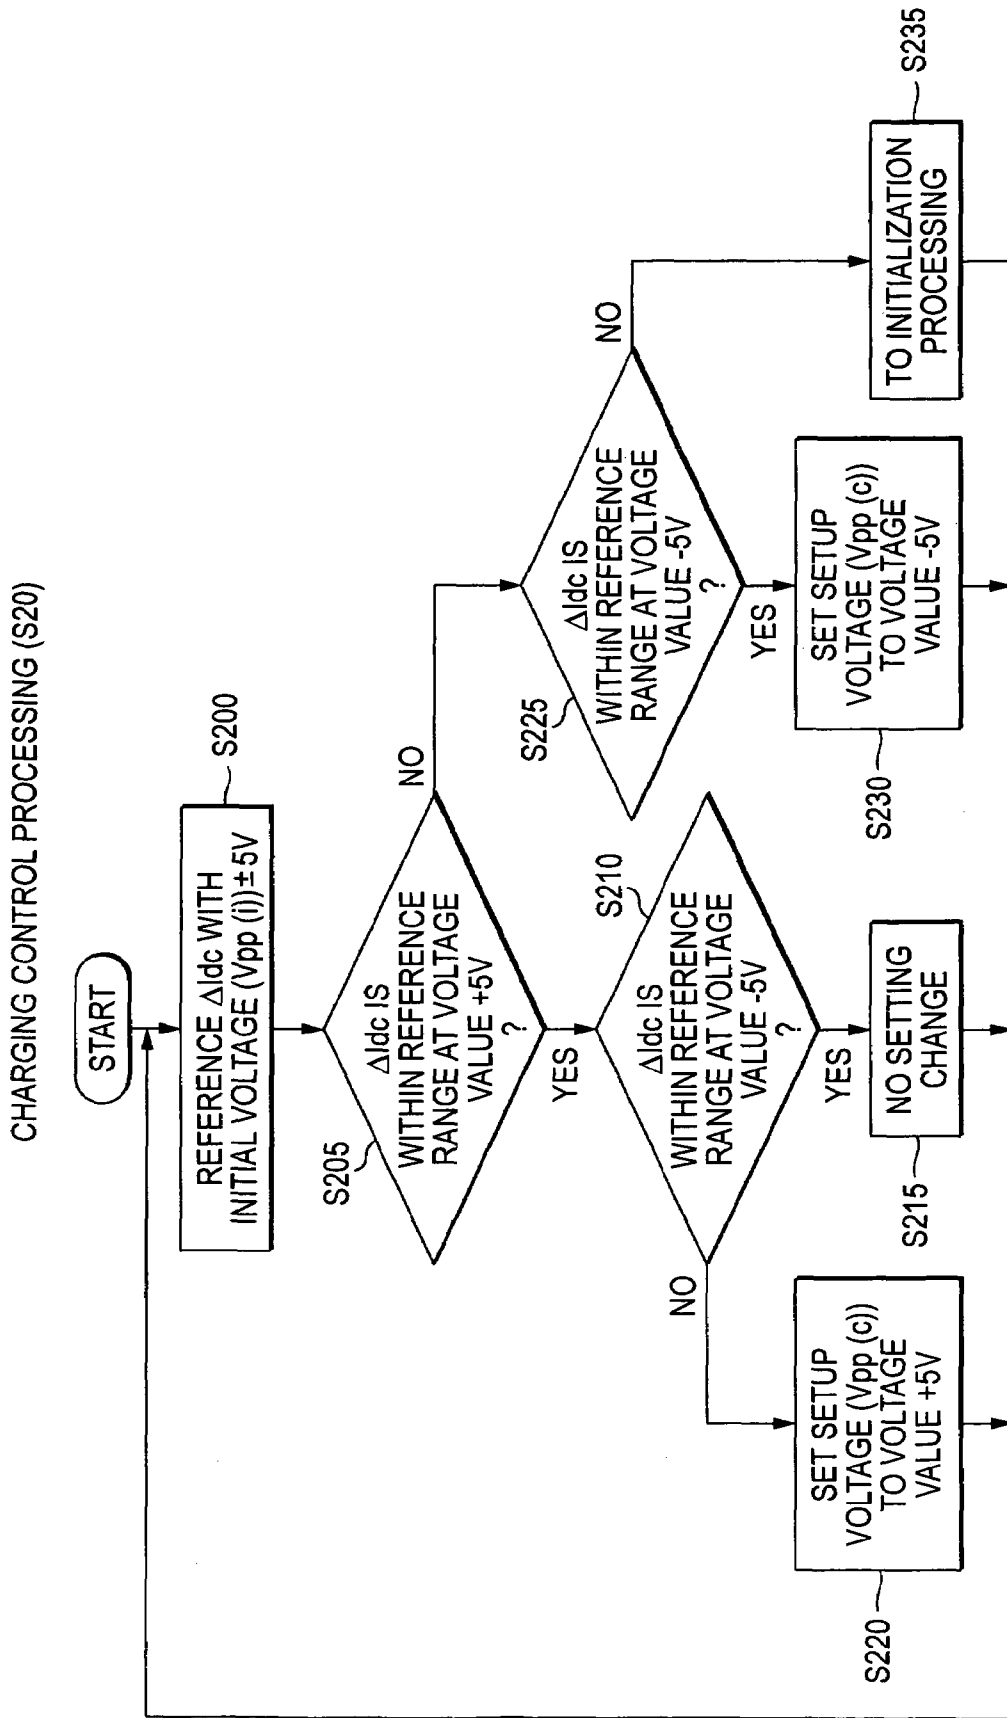 CHARGING CONTROL PROCESSING (S20)
START
REFERENCE ΔIdc WITH
INITIAL VOLTAGE (Vpp (i))±5V
S200
ΔIdc IS
WITHIN REFERENCE
RANGE AT VOLTAGE
VALUE +5V
?
S205
NO
YES
ΔIdc IS
WITHIN REFERENCE
RANGE AT VOLTAGE
VALUE -5V
?
S210
NO
YES
NO SETTING
CHANGE
S215
SET SETUP
VOLTAGE (Vpp (c))
TO VOLTAGE
VALUE +5V
S220
ΔIdc IS
WITHIN REFERENCE
RANGE AT VOLTAGE
VALUE -5V
?
S225
NO
YES
SET SETUP
VOLTAGE (Vpp (c))
TO VOLTAGE
VALUE -5V
S230
TO INITIALIZATION
PROCESSING
S235